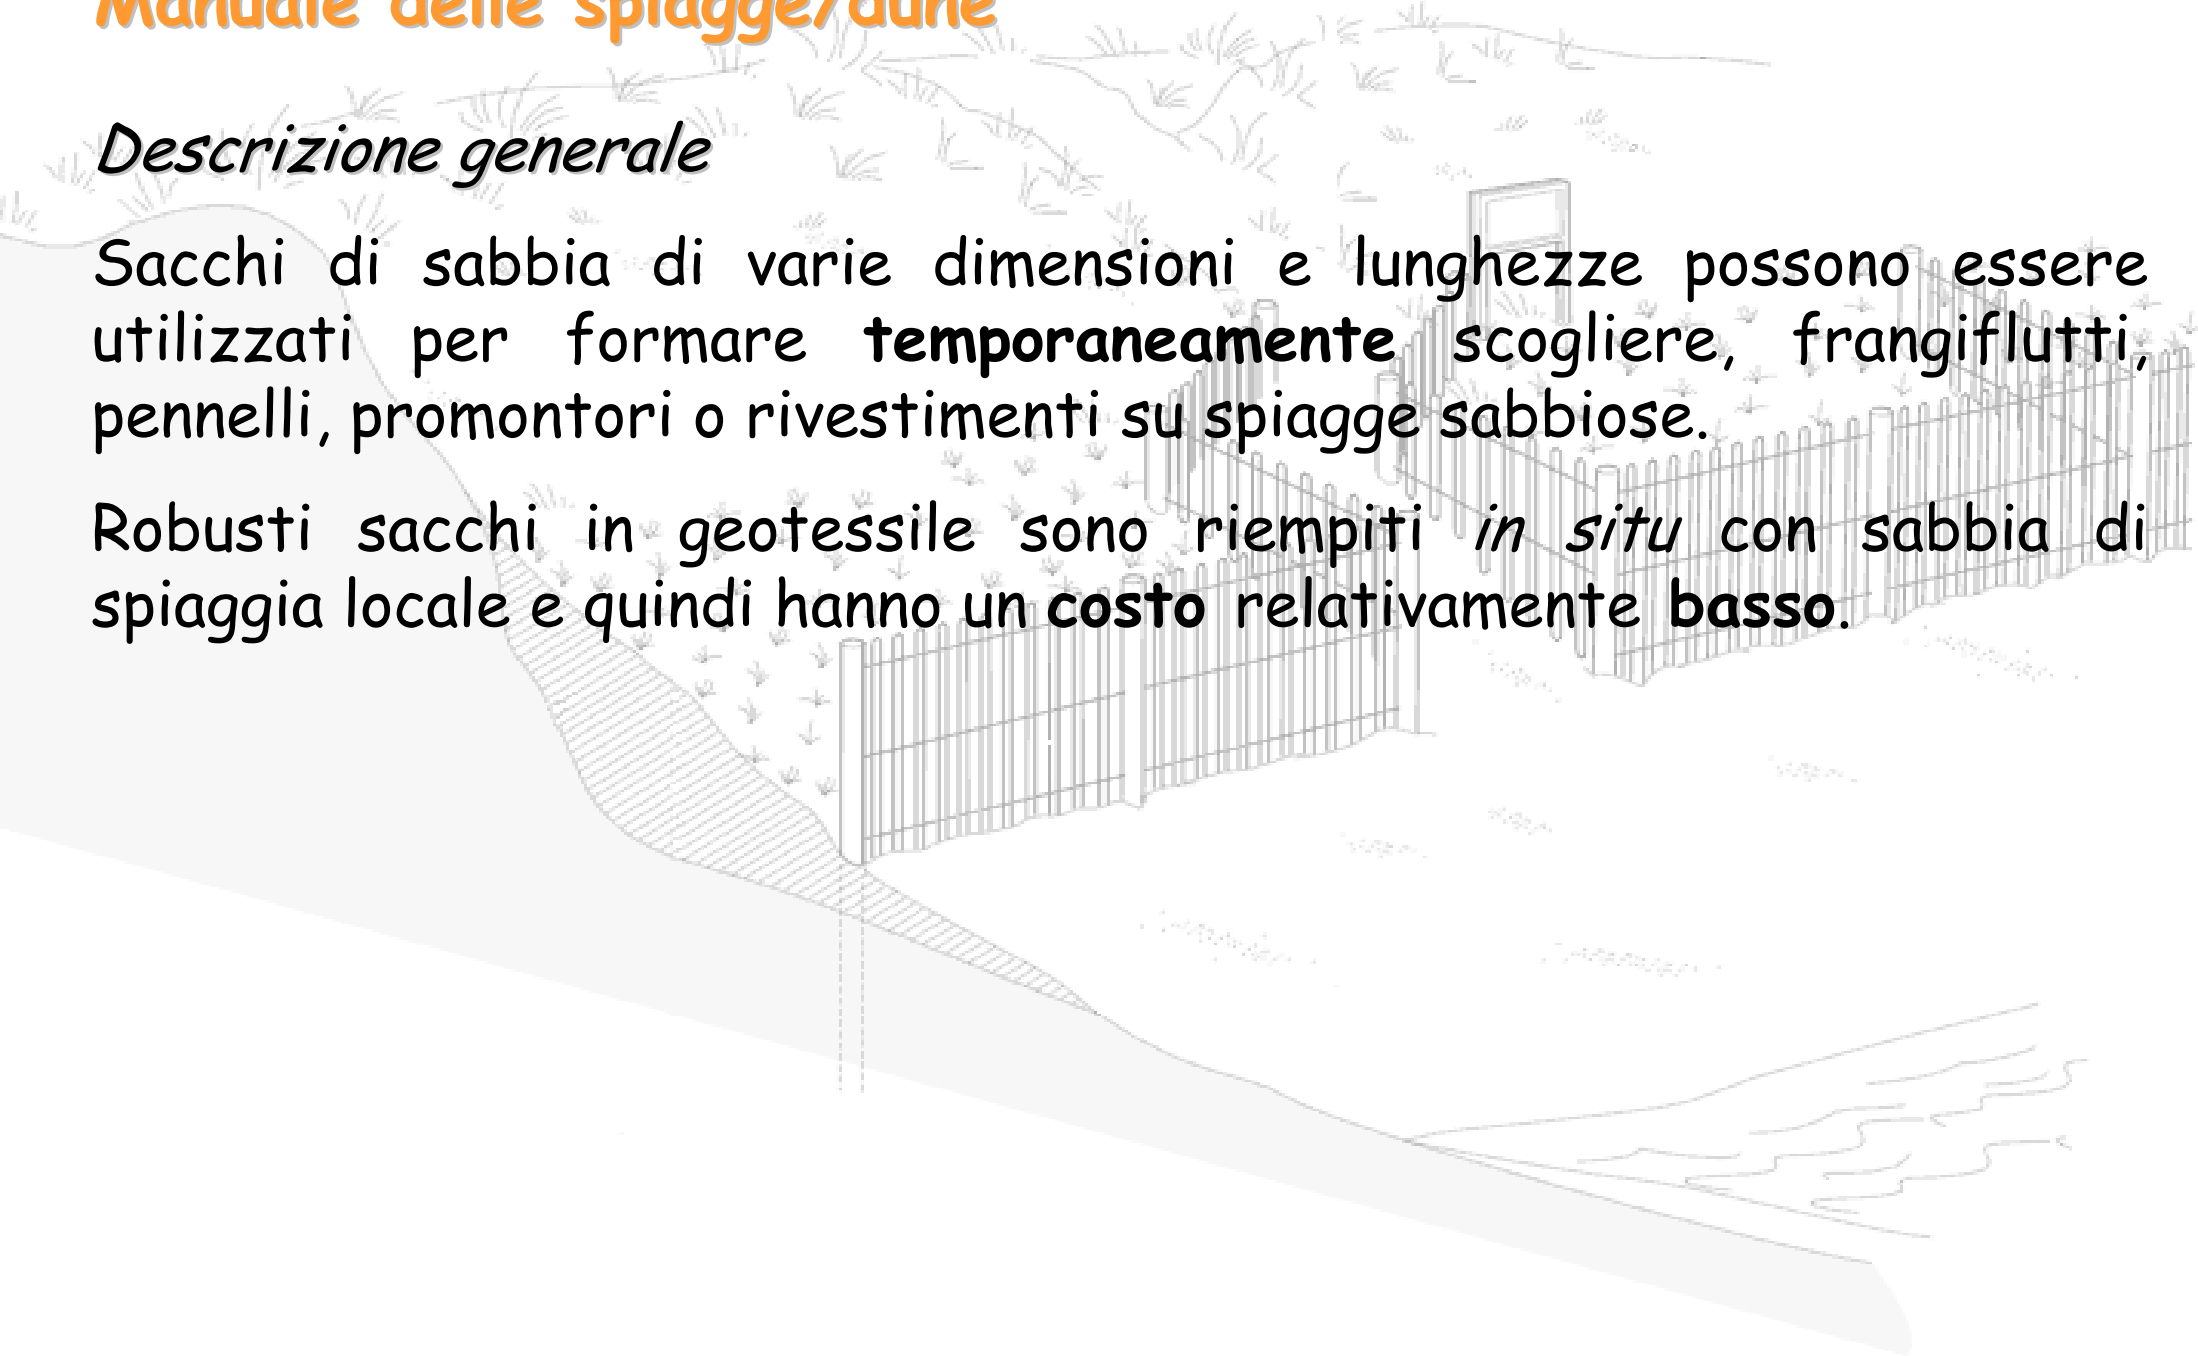 Manuale delle spiagge/dune
Descrizione generale
Sacchi di sabbia di varie dimensioni e lunghezze possono essere
utilizzati per formare temporaneamente scogliere, frangiflutti,
pennelli, promontori o rivestimenti su spiagge sabbiose.
Robusti sacchi in geotessile sono riempiti in situ con sabbia di
spiaggia locale e quindi hanno un costo relativamente basso.